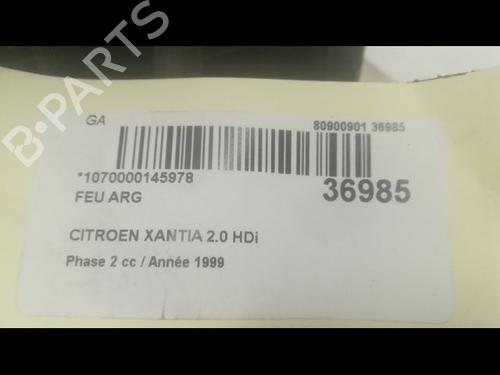 GA
80900901 36985
*1070000145978
36985
FEU ARG
CITROEN XANTIA 2.0 HDi
Phase 2 cc / Année 1999
B-PARTS